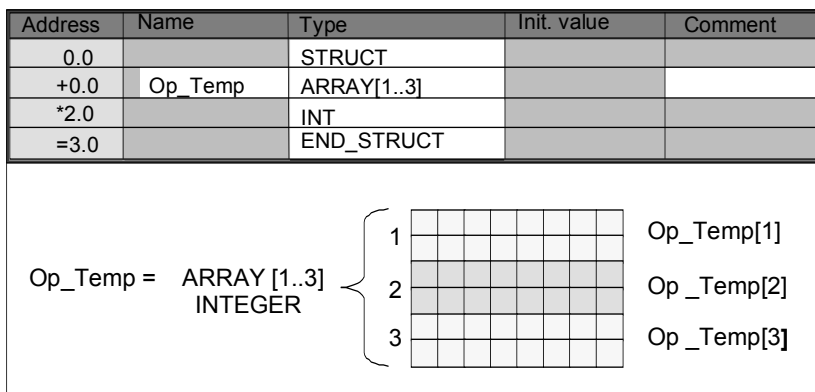 Address Name Type Init. value Comment
0.0 STRUCT
+0.0 Op_Temp ARRAY[1..3]
*2.0 INT
=3.0 END_STRUCT
1 Op_Temp[1]
Op_Temp = ARRAY [1..3] 2 Op _Temp[2]
INTEGER
3 Op _Temp[3]